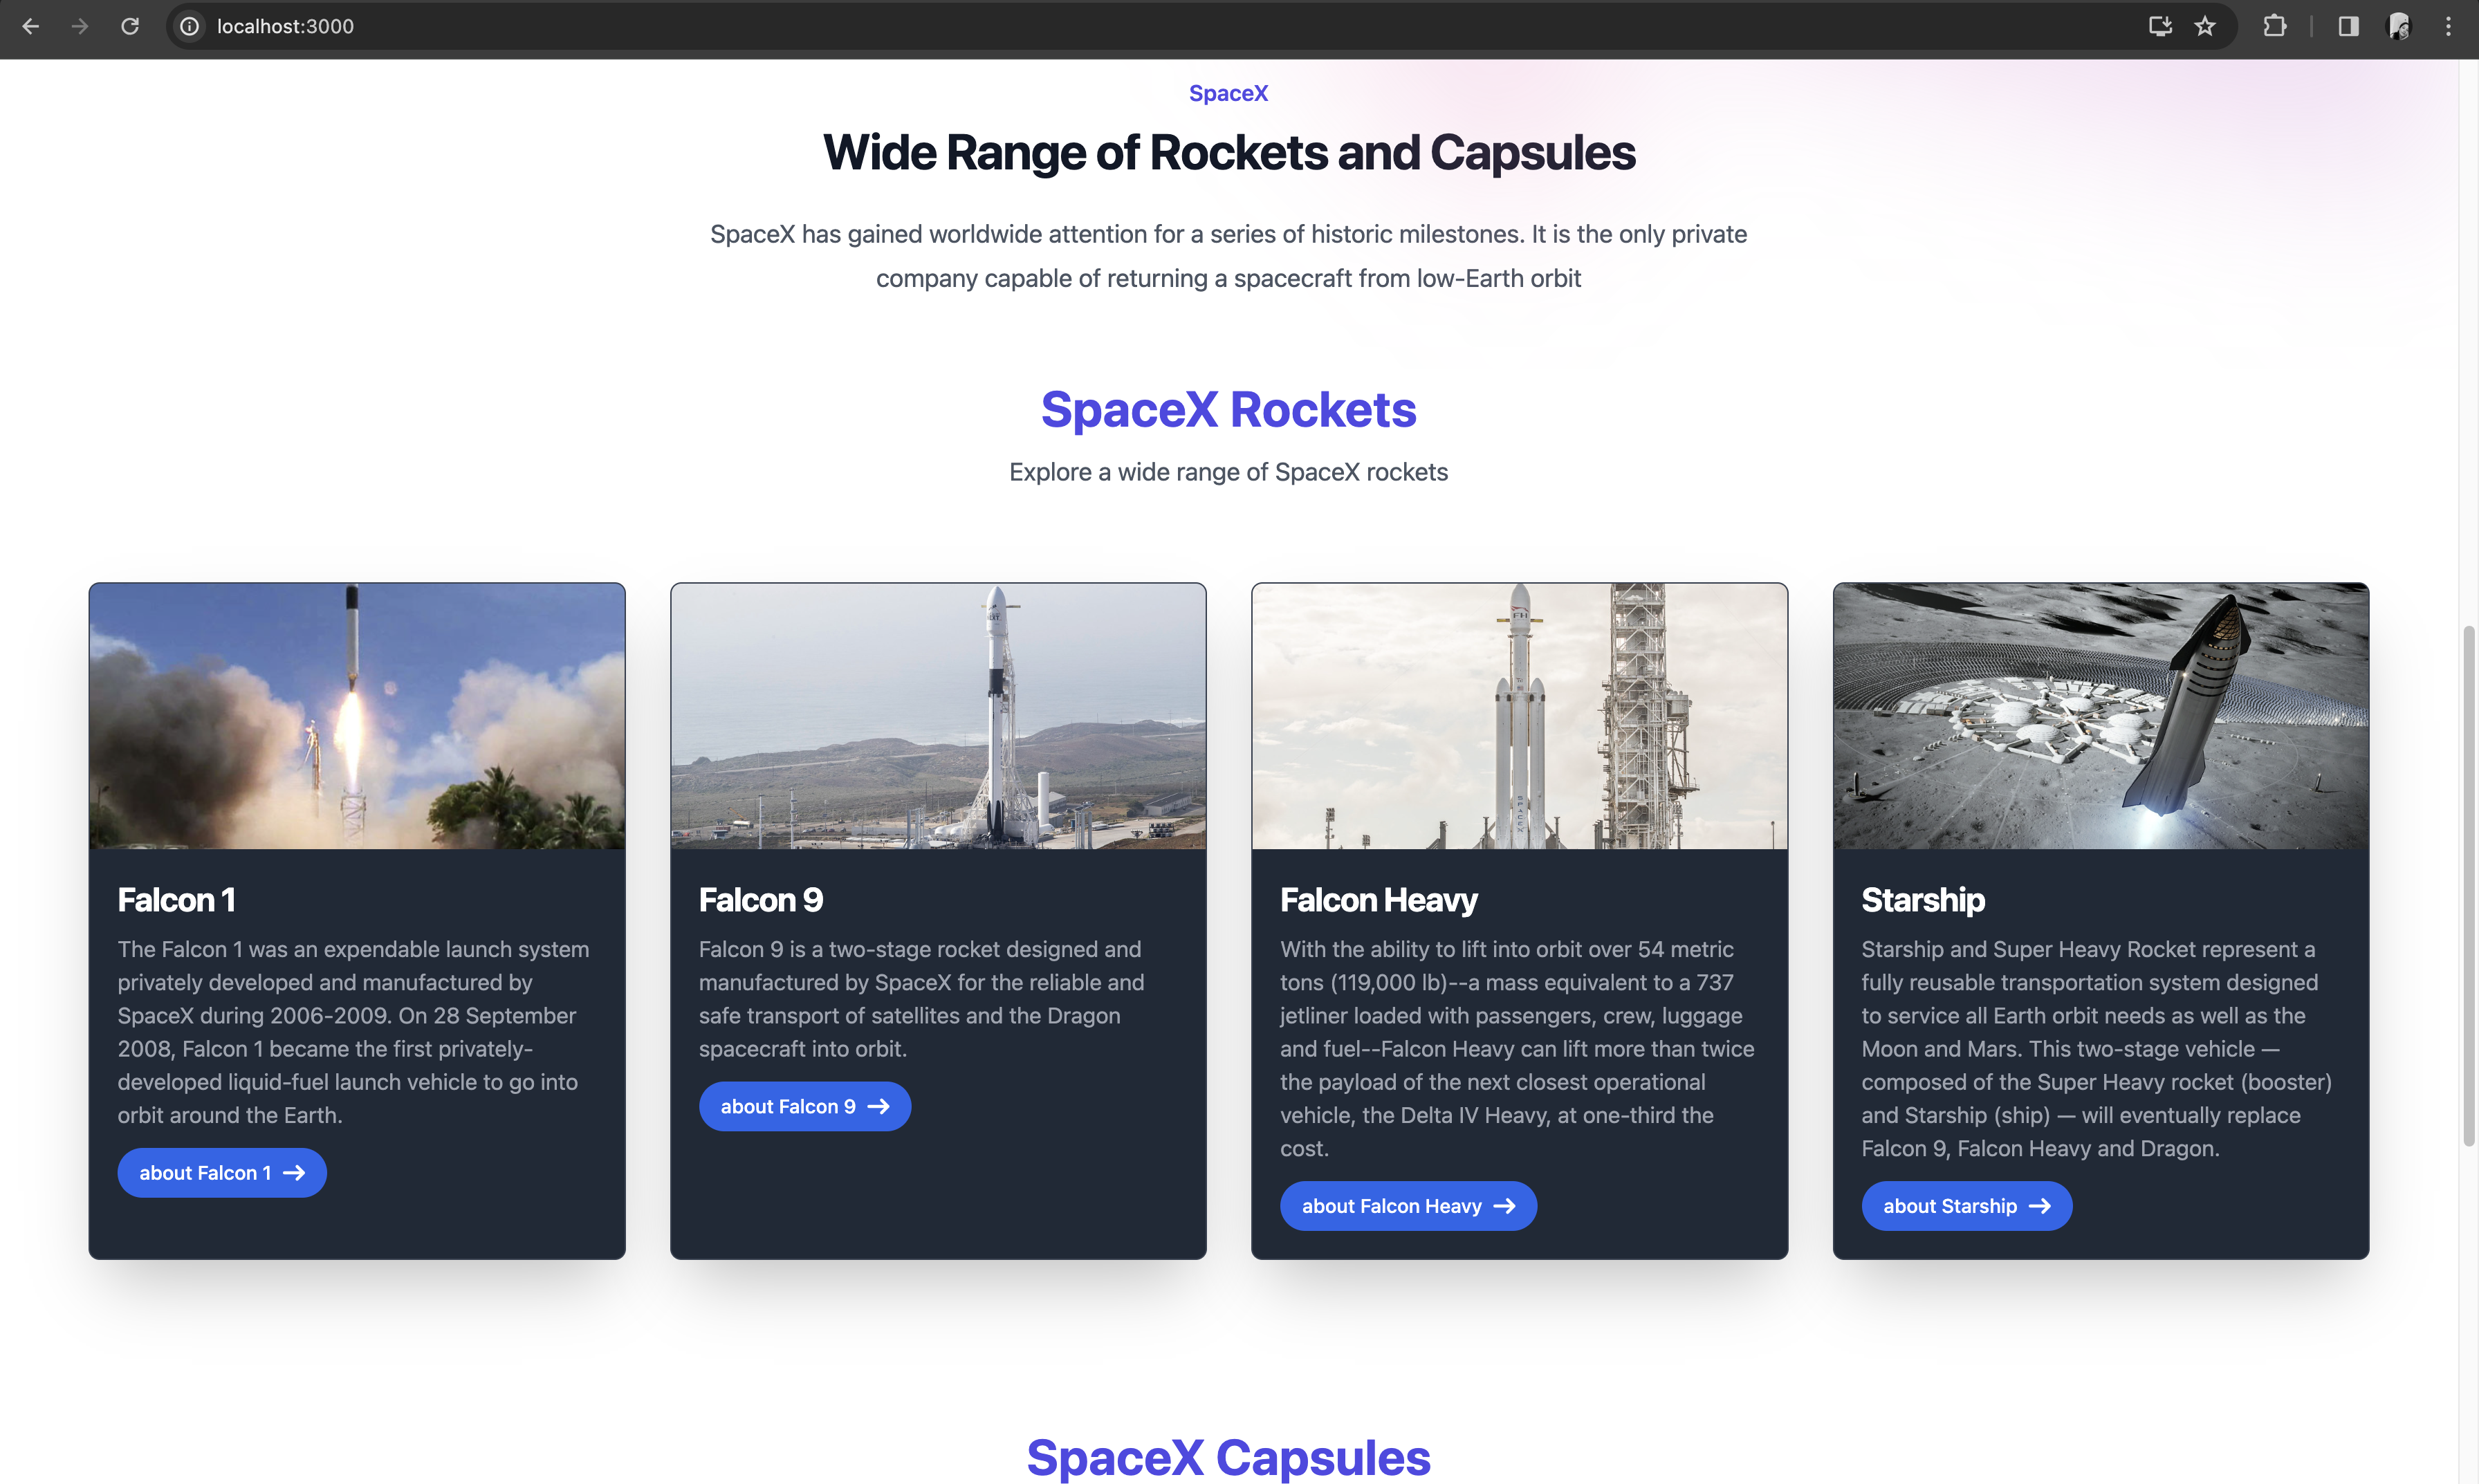 localhost:3000
SpaceX
Wide Range of Rockets and Capsules
SpaceX has gained worldwide attention for a series of historic milestones. It is the only private
company capable of returning a spacecraft from low-Earth orbit
SpaceX Rockets
Explore a wide range of SpaceX rockets
FH
SPACEX
Falcon 1
The Falcon 1 was an expendable launch system
privately developed and manufactured by
SpaceX during 2006-2009. On 28 September
2008, Falcon 1 became the first privately-
developed liquid-fuel launch vehicle to go into
orbit around the Earth.
about Falcon 1
Falcon 9
Falcon 9 is a two-stage rocket designed and
manufactured by SpaceX for the reliable and
safe transport of satellites and the Dragon
spacecraft into orbit.
about Falcon 9
Falcon Heavy
With the ability to lift into orbit over 54 metric
tons (119,000 lb)--a mass equivalent to a 737
jetliner loaded with passengers, crew, luggage
and fuel--Falcon Heavy can lift more than twice
the payload of the next closest operational
vehicle, the Delta IV Heavy, at one-third the
cost.
about Falcon Heavy
Starship
Starship and Super Heavy Rocket represent a
fully reusable transportation system designed
to service all Earth orbit needs as well as the
Moon and Mars. This two-stage vehicle —
composed of the Super Heavy rocket (booster)
and Starship (ship) — will eventually replace
Falcon 9, Falcon Heavy and Dragon.
about Starship
SpaceX Capsules